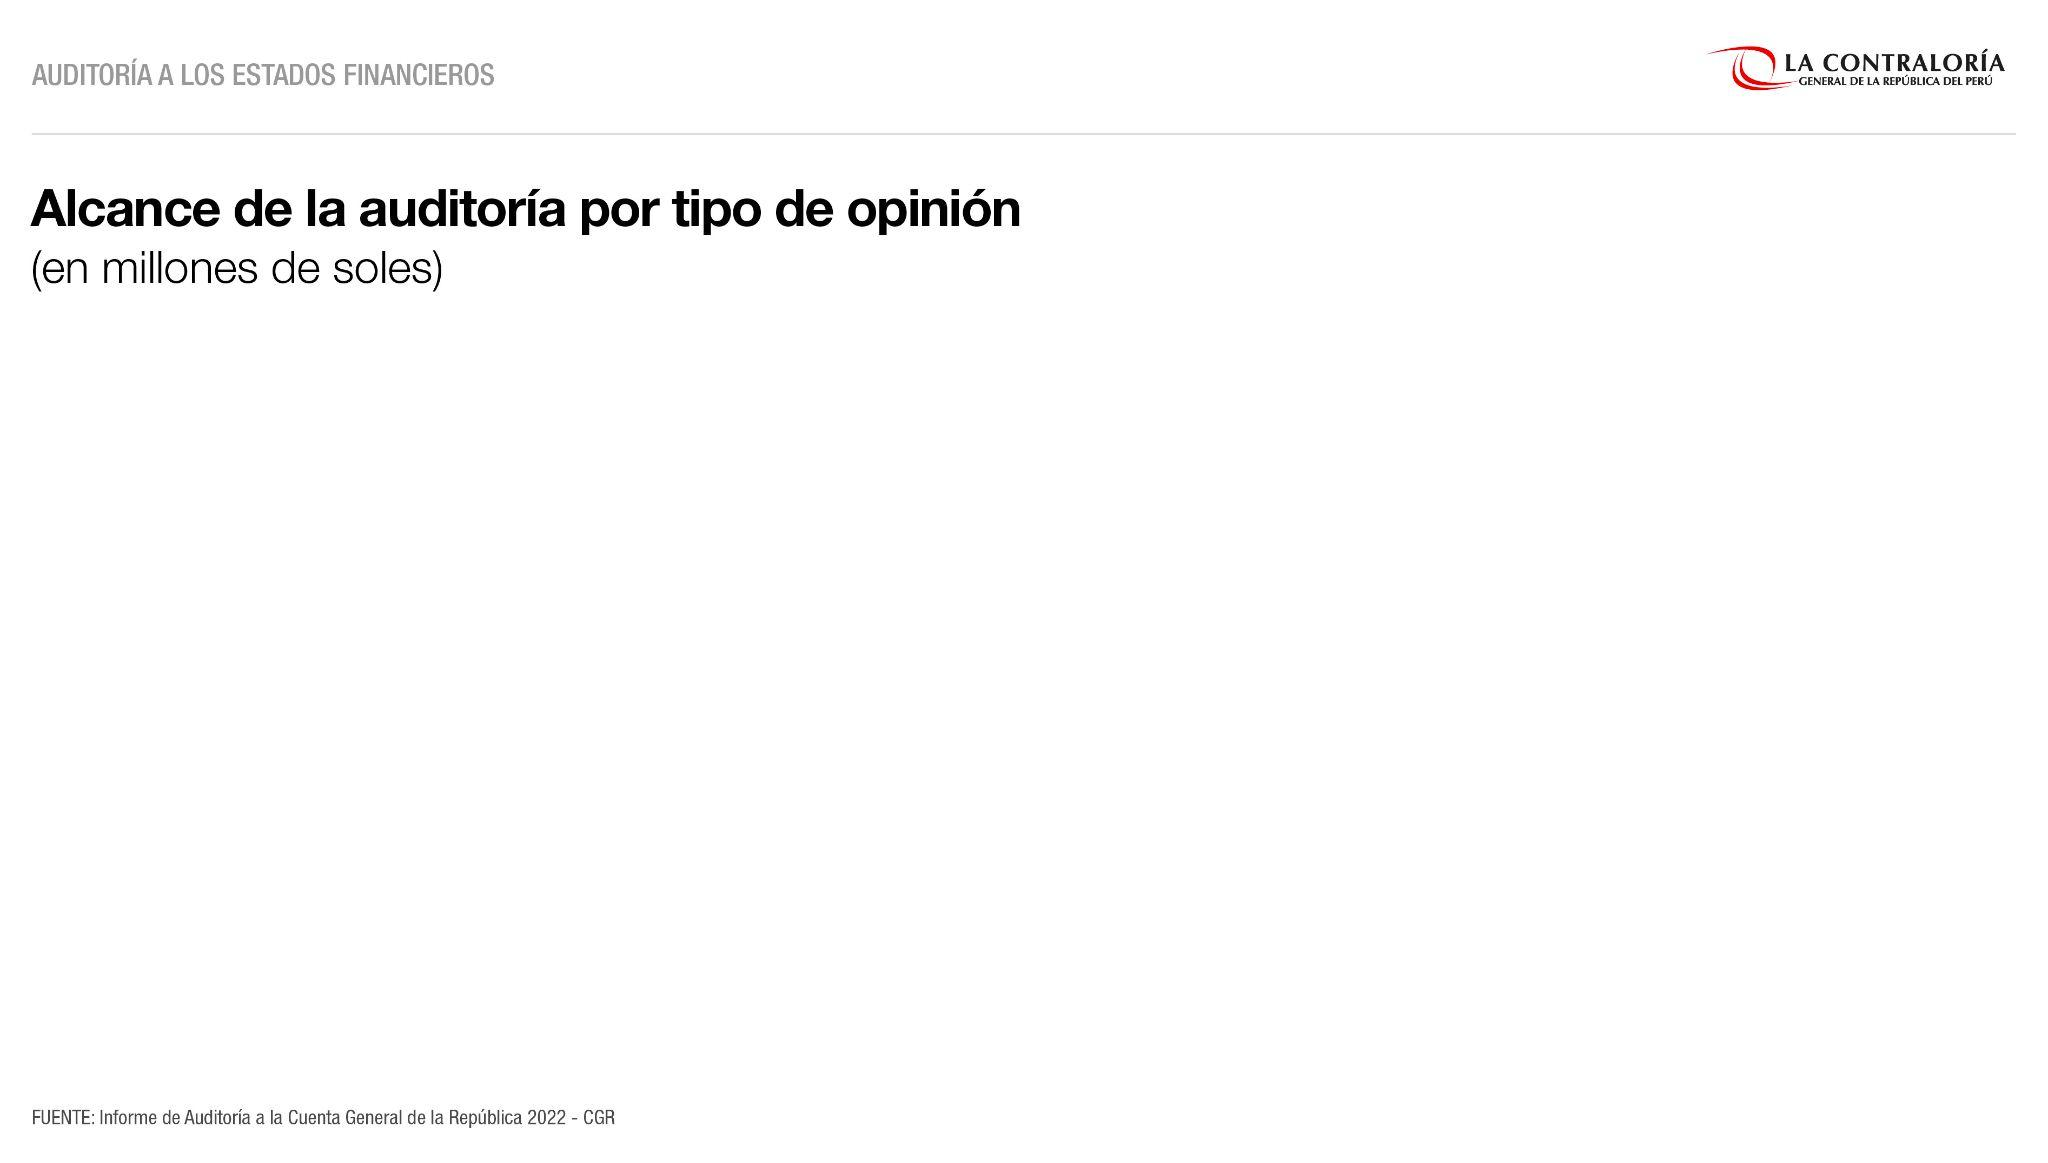 AUDITORÍA A LOS ESTADOS FINANCIEROS
LA CONTRALORÍA
GENERAL DE LA REPÚBLICA DEL PERÚ
Alcance de la auditoría por tipo de opinión
(en millones de soles)
FUENTE: Informe de Auditoría a la Cuenta General de la República 2022 - CGR